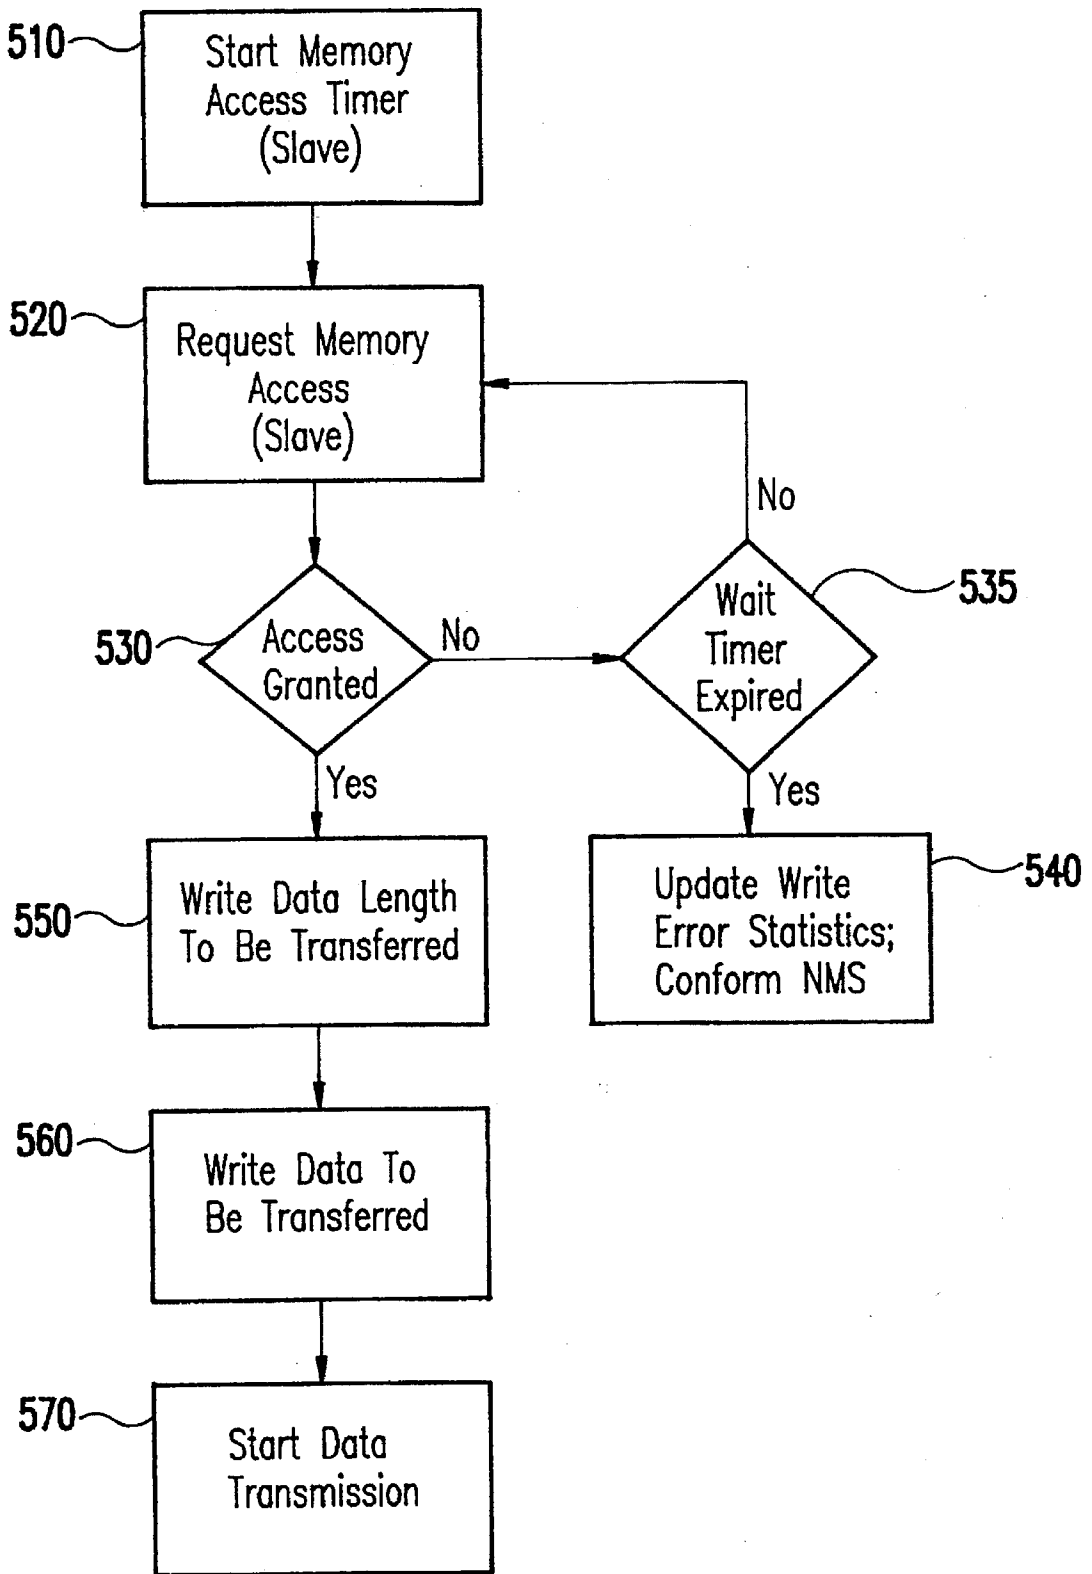 510
Start Memory
Access Timer
(Slave)
520
Request Memory
Access
(Slave)
No
530
Access
Granted
No
Wait
Timer
Expired
535
Yes
Yes
550
Write Data Length
To Be Transferred
Update Write
Error Statistics;
Conform NMS
540
560
Write Data To
Be Transferred
570
Start Data
Transmission